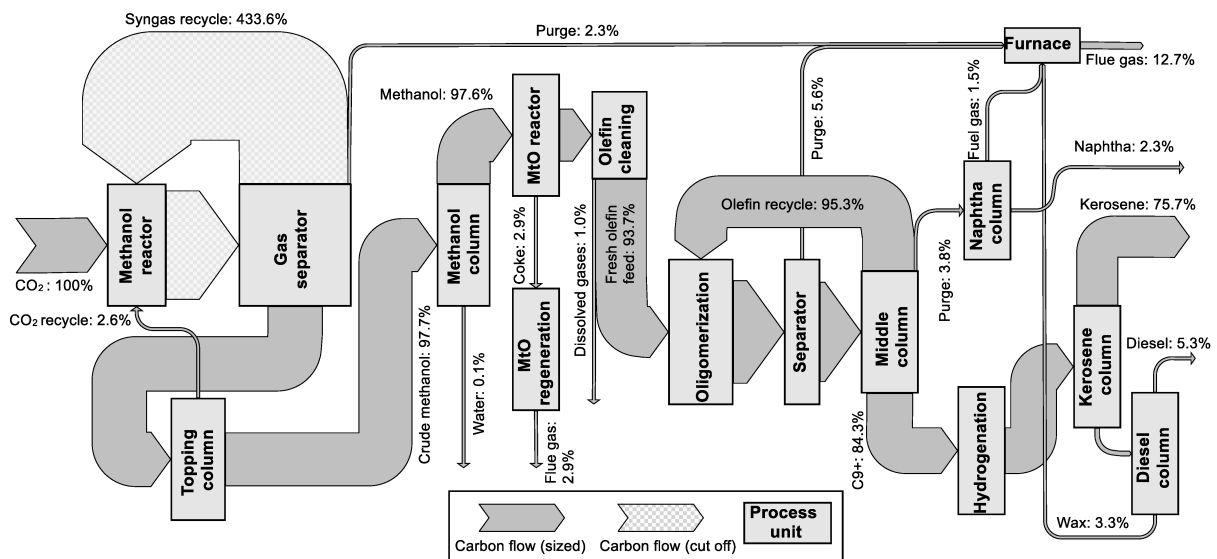 Syngas recycle: 433.6%
Purge: 2.3%
Furnace
Flue gas: 12.7%
Methanol: 97.6%
MtO reactor
Olefin
cleaning
Purge: 5.6%
Fuel gas: 1.5%
Naphtha: 2.3%
Naphtha
column
Kerosene: 75.7%
CO₂ : 100%
Methanol
reactor
Gas
separator
Methanol
column
Coke: 2.9%
Dissolved gases: 1.0%
Fresh olefin
feed: 93.7%
Olefin recycle: 95.3%
Purge: 3.8%
CO₂ recycle: 2.6%
Topping
column
Crude methanol: 97.7%
Water: 0.1%
MtO
regeneration
Flue gas:
2.9%
Oligomerization
Separator
Middle
column
C9+: 84.3%
Hydrogenation
Kerosene
column
Diesel: 5.3%
Diesel
column
Wax: 3.3%
Carbon flow (sized)
Carbon flow (cut off)
Process
unit